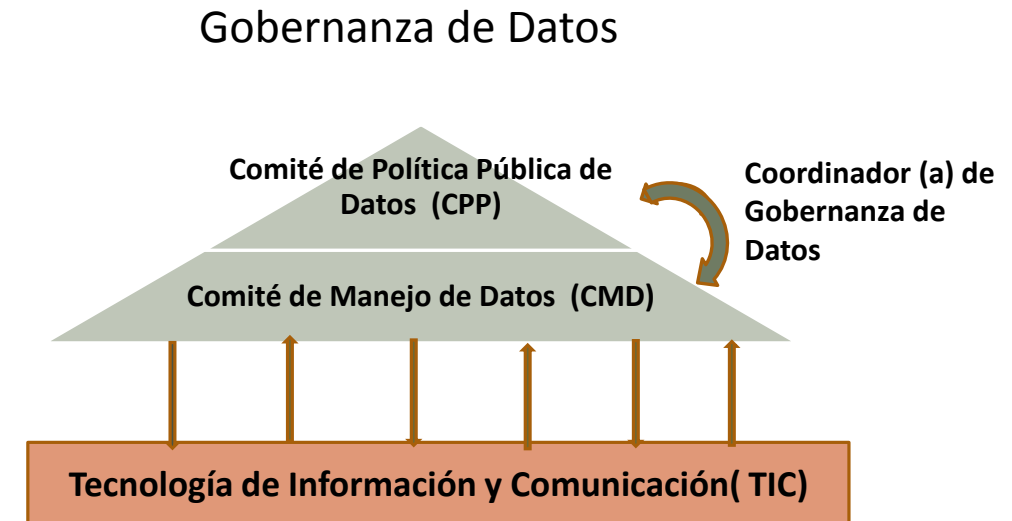 Gobernanza de Datos
Comité de Política Pública de
Datos (CPP)
Coordinador (a) de
Gobernanza de
Datos
Comité de Manejo de Datos (CMD)
Tecnología de Información y Comunicación( TIC)